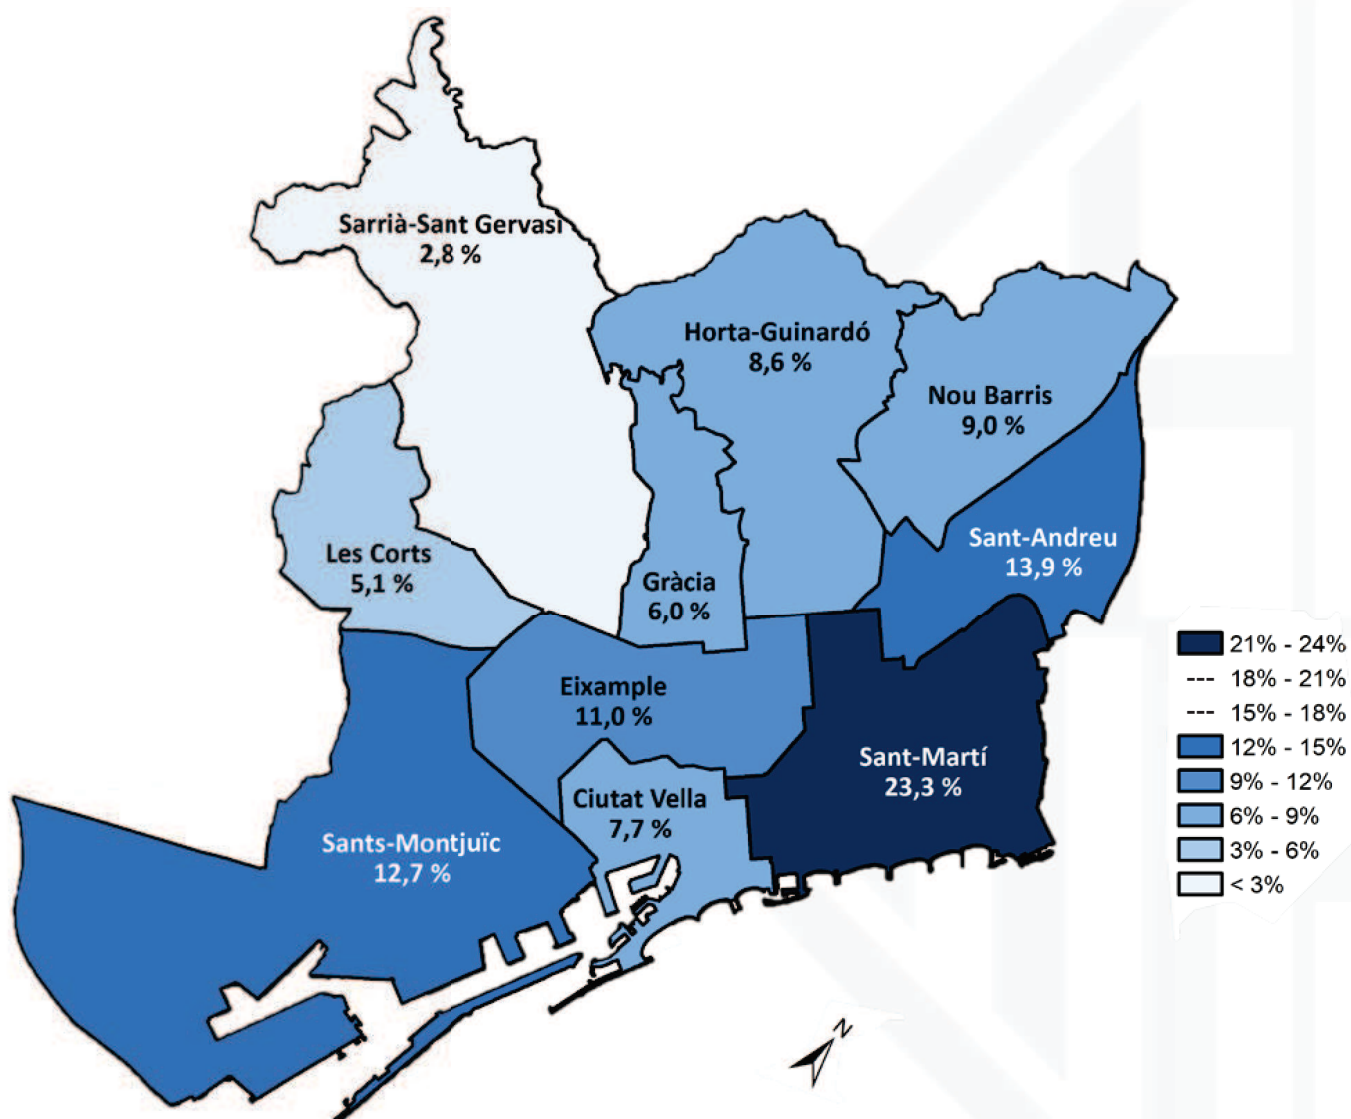 Sarrià-Sant Gervasi
2,8 %
Horta-Guinardó
8,6 %
Nou Barris
9,0 %
Sant-Andreu
13,9 %
Les Corts
5,1 %
Gràcia
6,0 %
Eixample
11,0 %
Sant-Martí
23,3 %
Ciutat Vella
7,7 %
Sants-Montjuïc
12,7 %
21% - 24%
--- 18% - 21%
--- 15% - 18%
12% - 15%
9% - 12%
6% - 9%
3% - 6%
< 3%
N